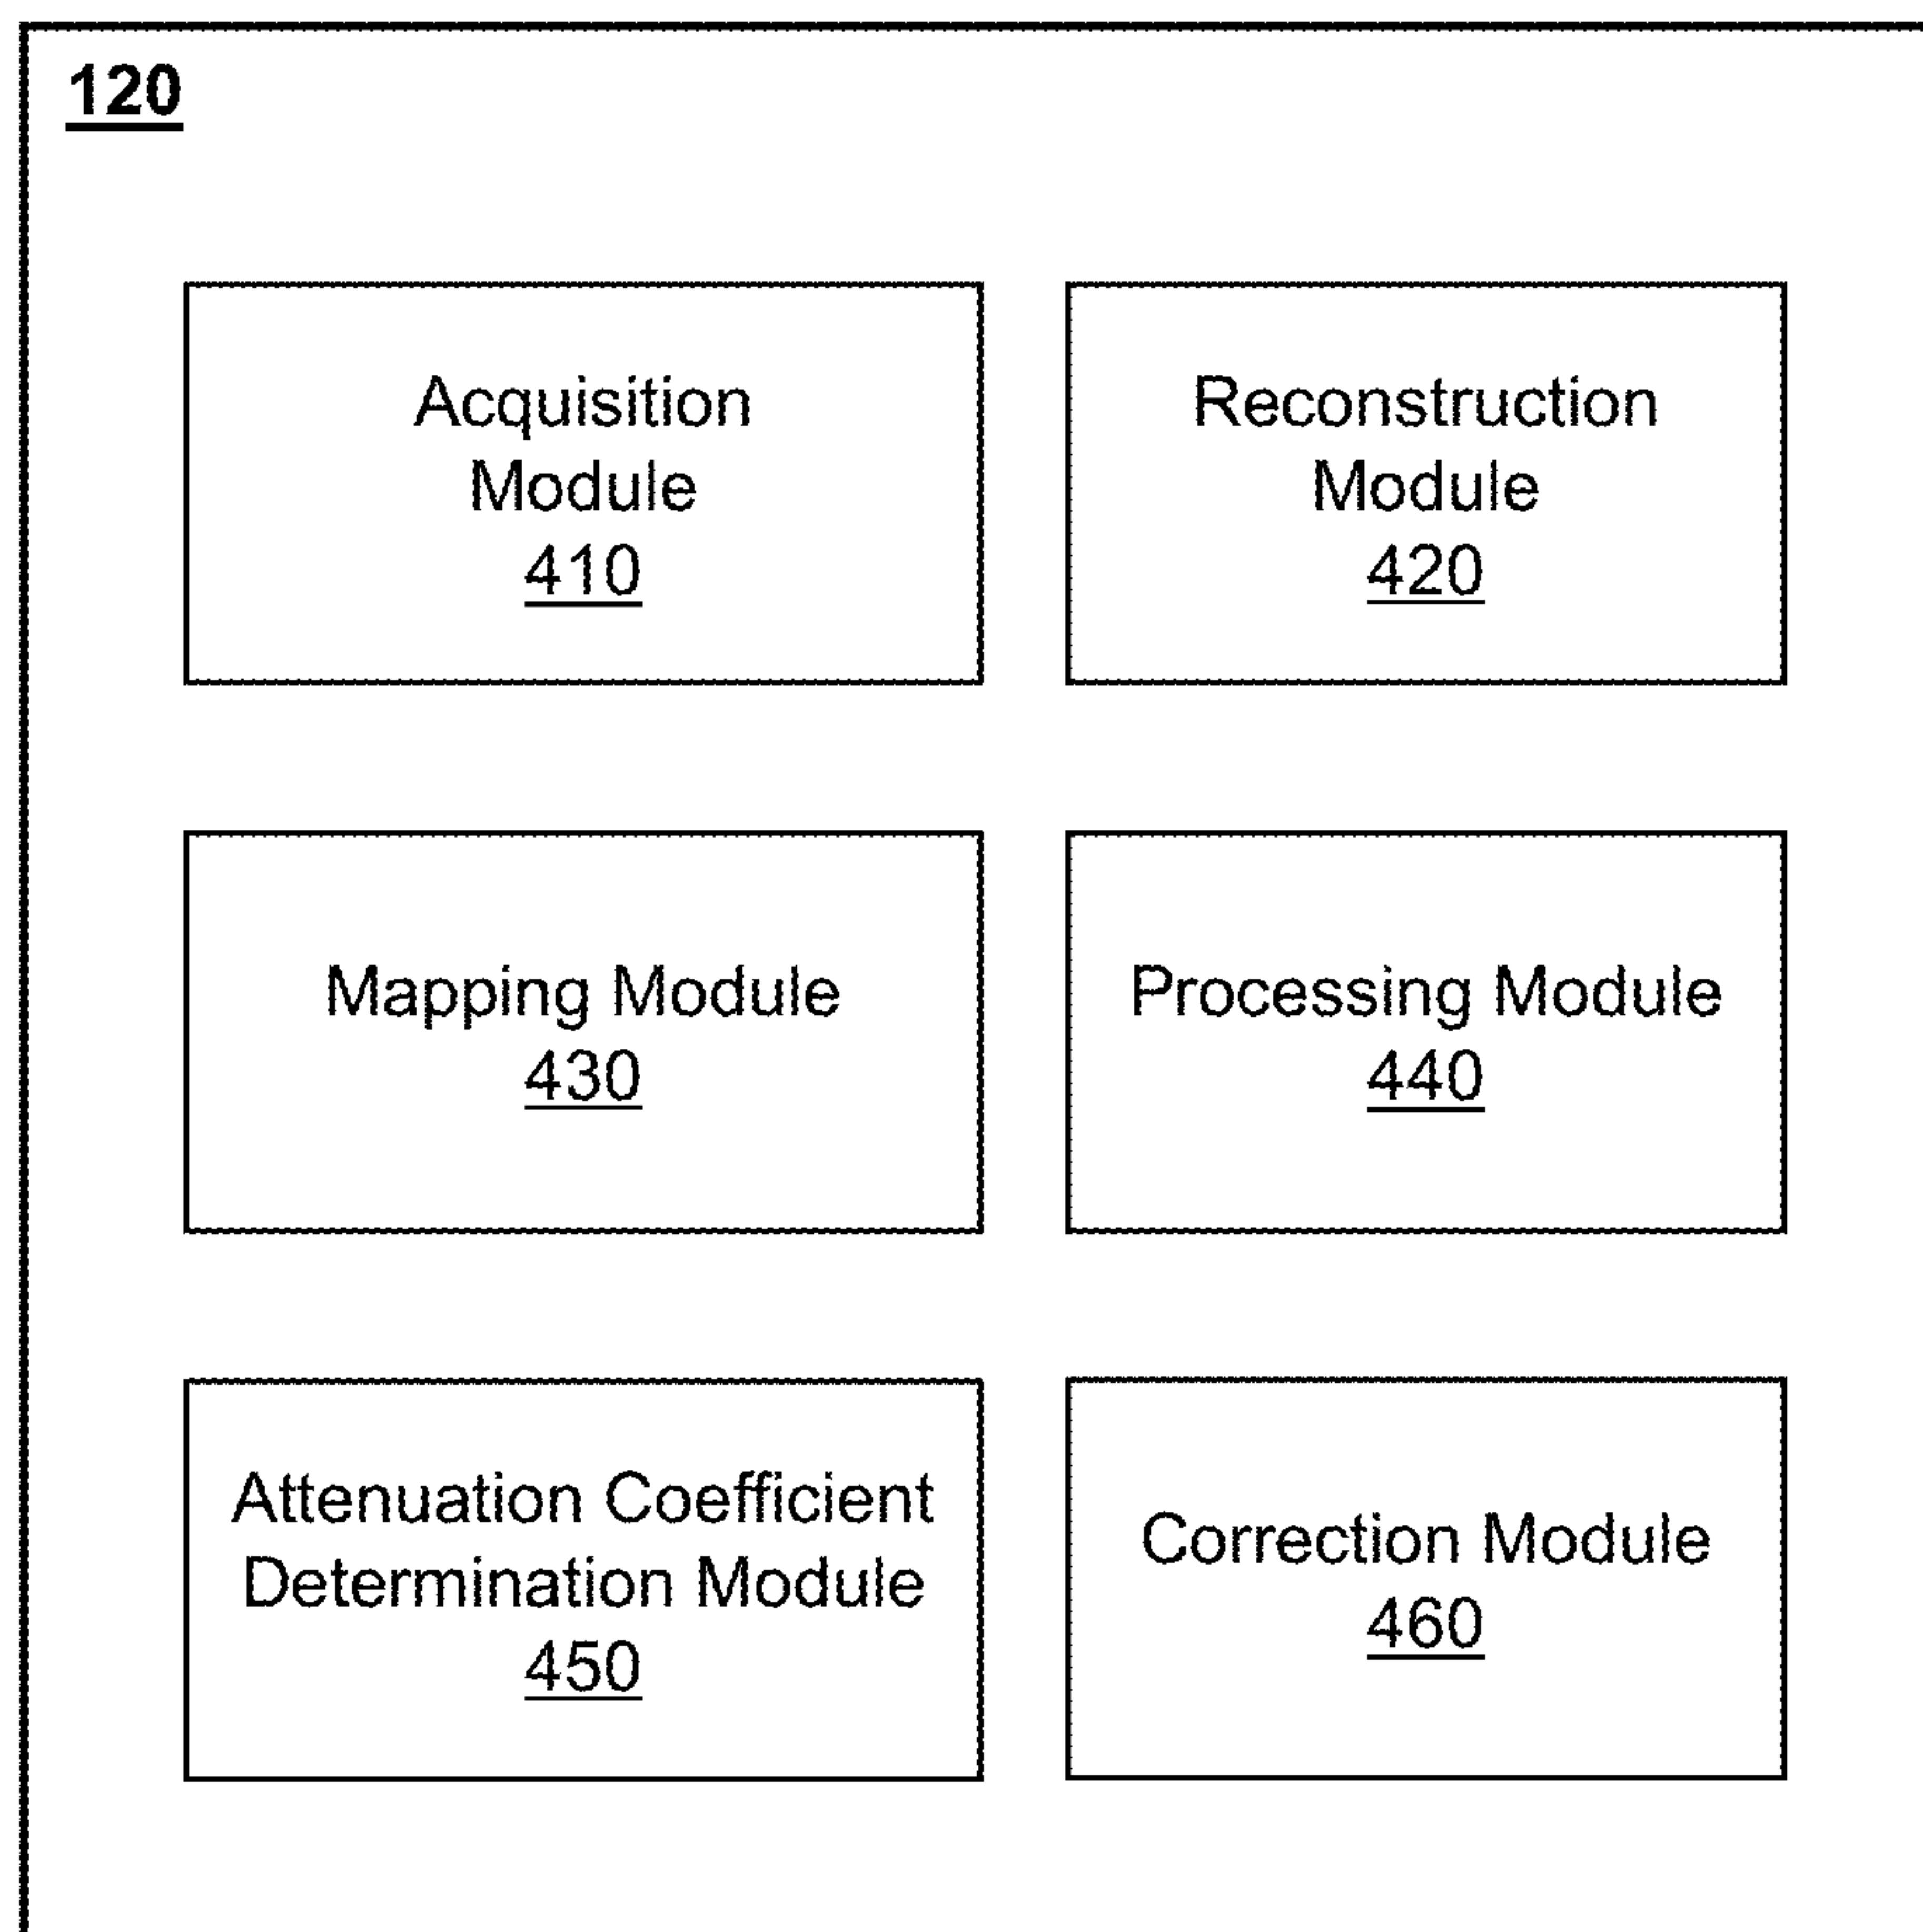 120
Acquisition
Module
410
Reconstruction
Module
420
Mapping Module
430
Processing Module
440
Attenuation Coefficient
Determination Module
450
Correction Module
460